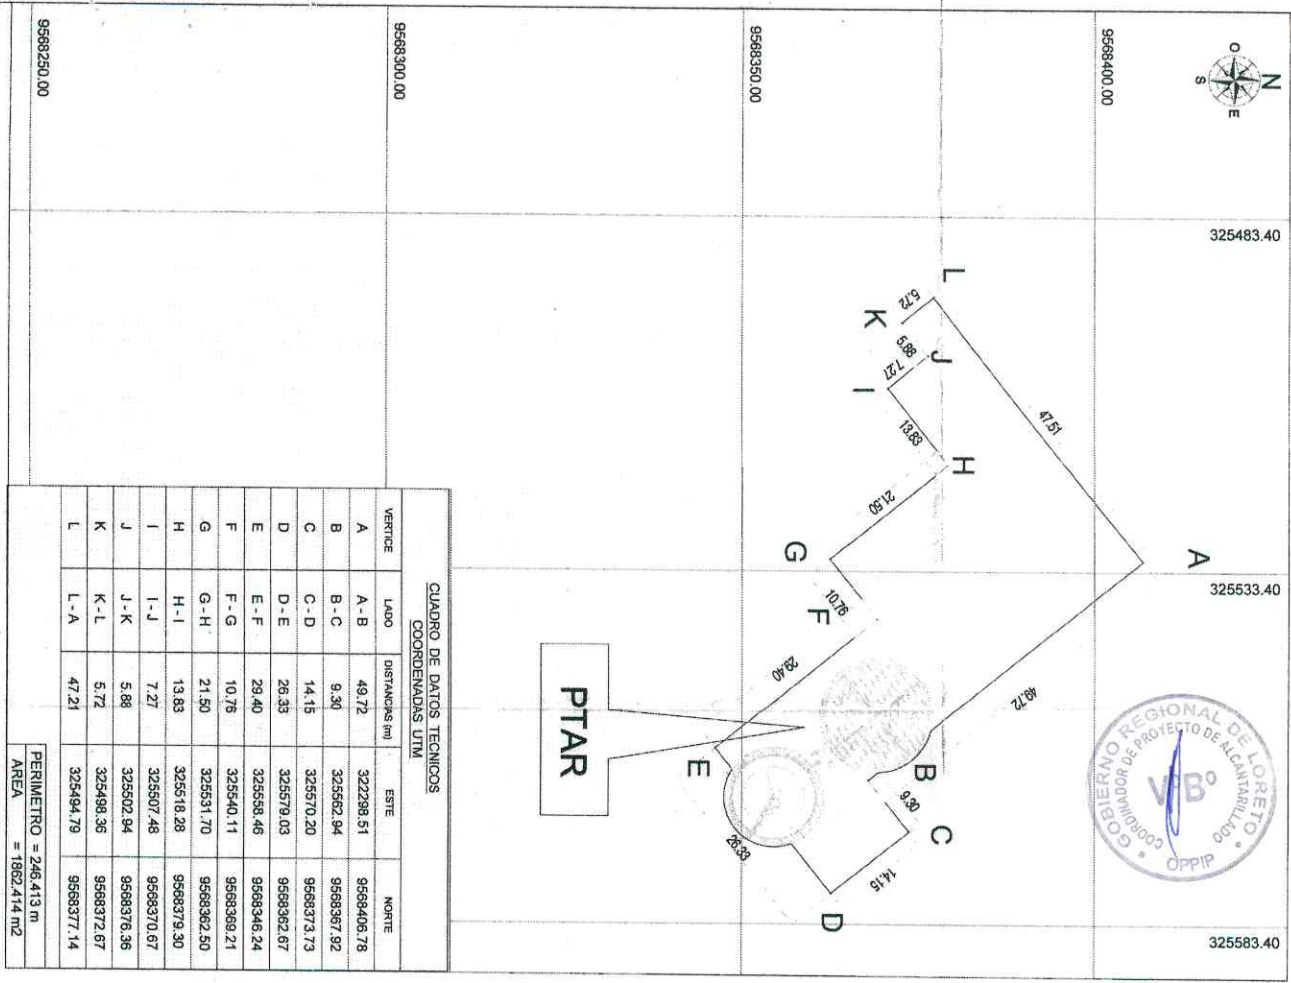 N
O
E
S
9568400.00
9568350.00
9568300.00
9568250.00
325483.40
325533.40
325583.40
A
B
C
D
E
F
G
H
I
J
K
L
47.51
49.72
9.30
14.15
26.33
29.40
10.76
21.50
13.83
7.27
5.88
5.72
PTAR
GOBIERNO REGIONAL DE LORETO
COORDINADOR DE PROYECTO DE ALCANTARILLADO
V°B°
OPPIP
CUADRO DE DATOS TECNICOS
COORDENADAS UTM
VERTICE LADO DISTANCIAS (m) ESTE NORTE
A A - B 49.72 322298.51 9568406.78
B B - C 9.30 325562.94 9568367.92
C C - D 14.15 325570.20 9568373.73
D D - E 26.33 325579.03 9568362.67
E E - F 29.40 325558.46 9568346.24
F F - G 10.76 325540.11 9568369.21
G G - H 21.50 325531.70 9568362.50
H H - I 13.83 325518.28 9568379.30
I I - J 7.27 325507.48 9568370.67
J J - K 5.88 325502.94 9568376.36
K K - L 5.72 325498.36 9568372.67
L L - A 47.21 325494.79 9568377.14
PERIMETRO = 246.413 m
AREA = 1862.414 m2